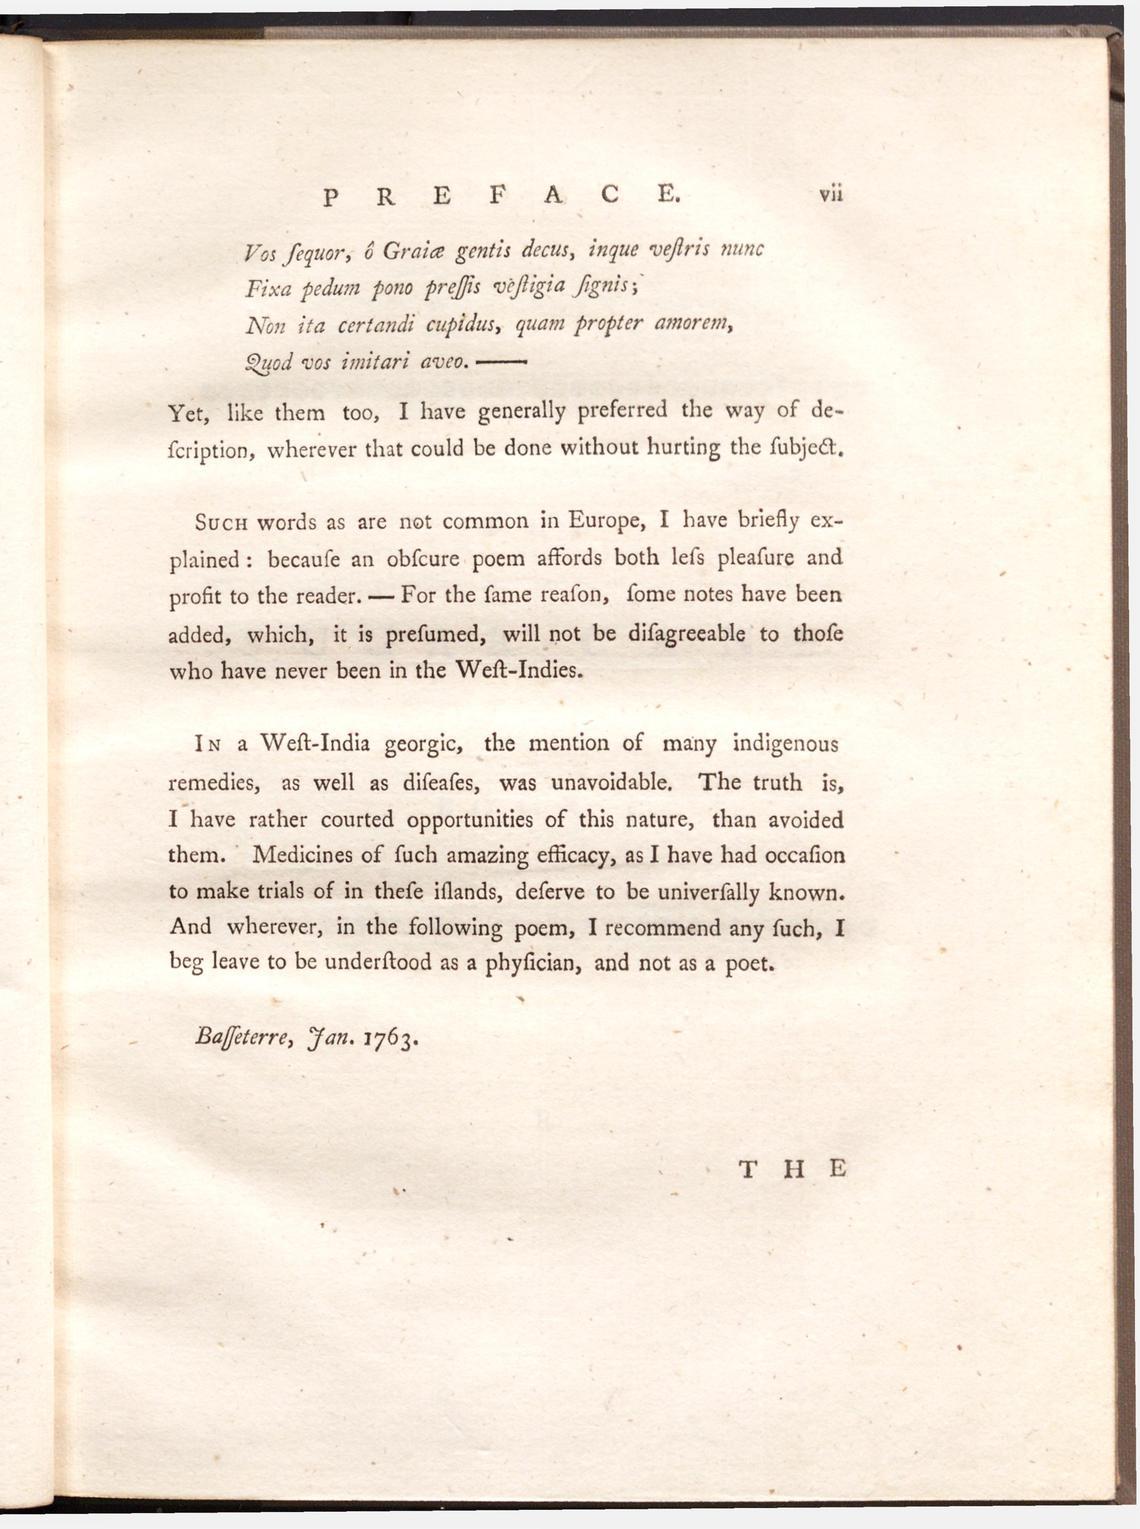 PREFACE. vii
Vos ſequor, ô Graiæ gentis decus, inque veſtris nunc
Fixa pedum pono preſſis veſtigia ſignis;
Non ita certandi cupidus, quam propter amorem,
Quod vos imitari aveo. ——
Yet, like them too, I have generally preferred the way of de-
ſcription, wherever that could be done without hurting the ſubject.
SUCH words as are not common in Europe, I have briefly ex-
plained: becauſe an obſcure poem affords both leſs pleaſure and
profit to the reader. — For the ſame reaſon, ſome notes have been
added, which, it is preſumed, will not be diſagreeable to thoſe
who have never been in the Weſt-Indies.
IN a Weſt-India georgic, the mention of many indigenous
remedies, as well as diſeaſes, was unavoidable. The truth is,
I have rather courted opportunities of this nature, than avoided
them. Medicines of ſuch amazing efficacy, as I have had occaſion
to make trials of in theſe iſlands, deſerve to be univerſally known.
And wherever, in the following poem, I recommend any ſuch, I
beg leave to be underſtood as a phyſician, and not as a poet.
Baſſeterre, Jan. 1763.
THE